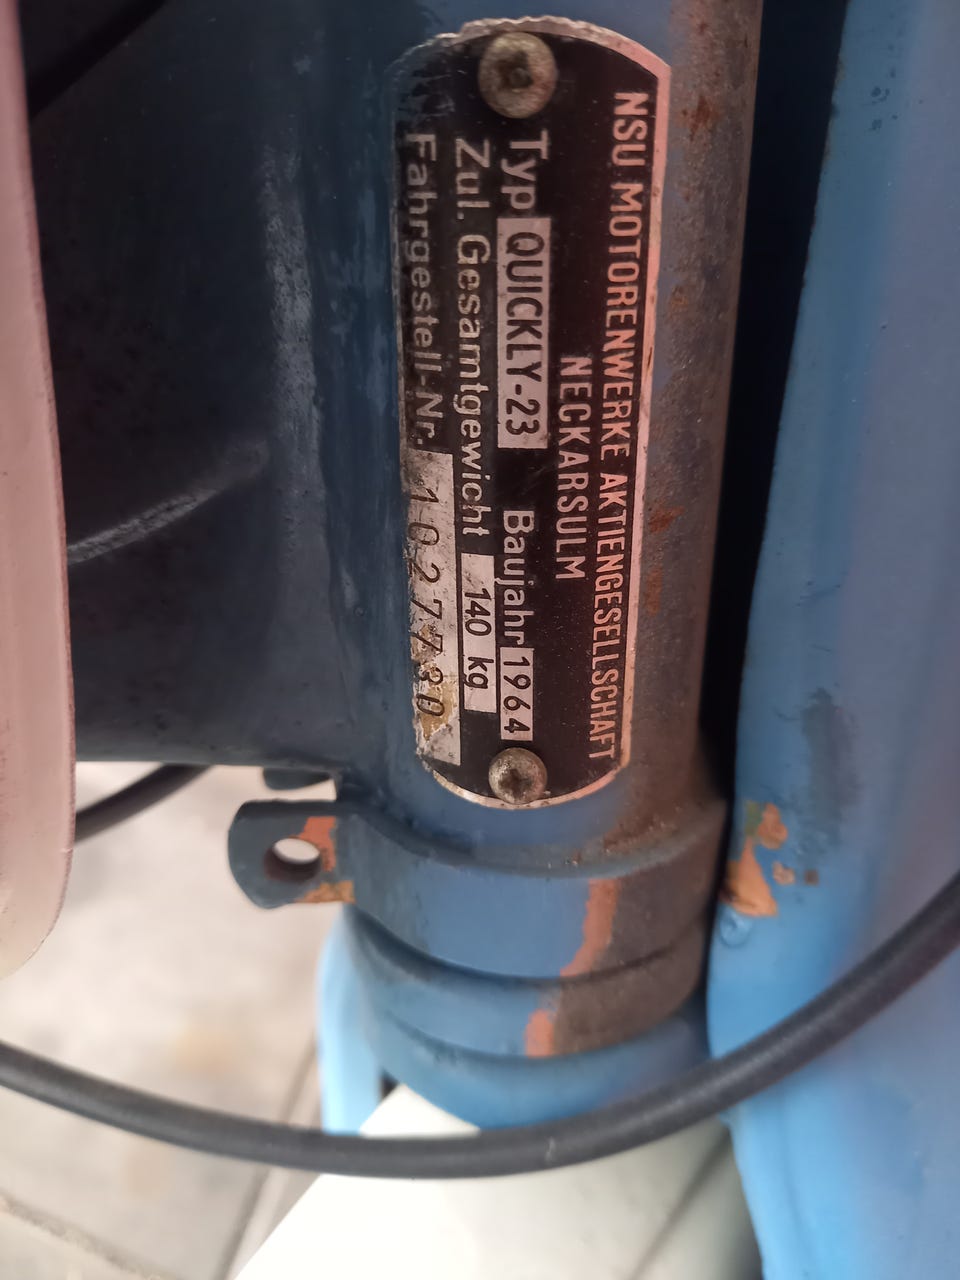 NSU MOTORENWERKE AKTIENGESELLSCHAFT
NECKARSULM
Typ QUICKLY-23 Baujahr 1964
Zul. Gesamtgewicht 140 kg
Fahrgestell-Nr. 1027730